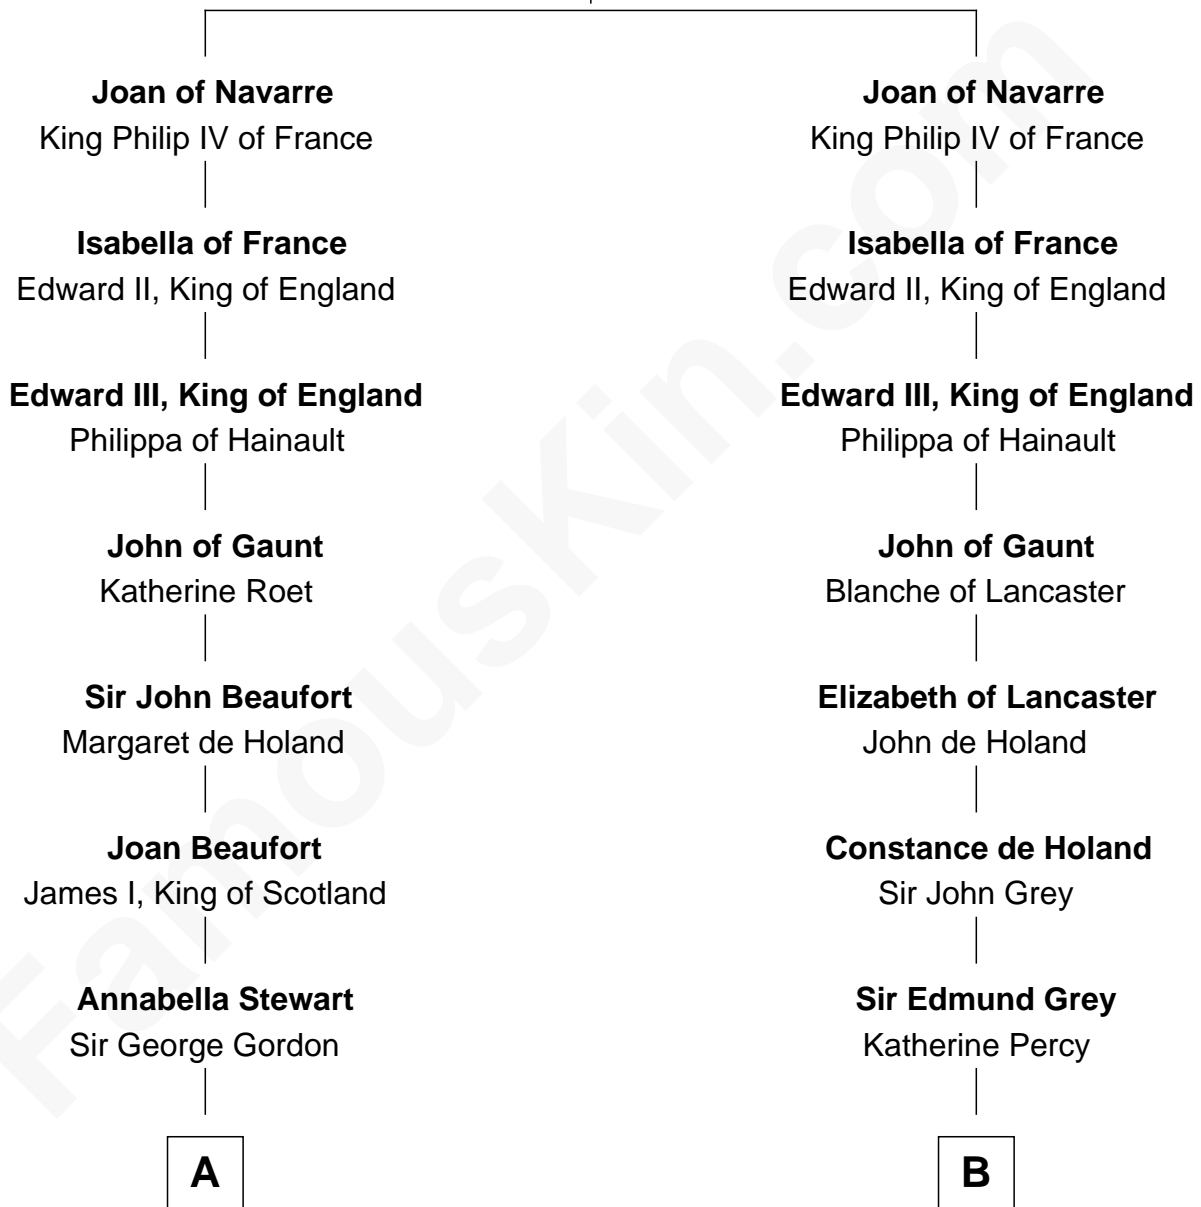 Joan of Navarre
King Philip IV of France
Isabella of France
Edward II, King of England
Edward III, King of England
Philippa of Hainault
John of Gaunt
Katherine Roet
Sir John Beaufort
Margaret de Holand
Joan Beaufort
James I, King of Scotland
Annabella Stewart
Sir George Gordon
A
Joan of Navarre
King Philip IV of France
Isabella of France
Edward II, King of England
Edward III, King of England
Philippa of Hainault
John of Gaunt
Blanche of Lancaster
Elizabeth of Lancaster
John de Holand
Constance de Holand
Sir John Grey
Sir Edmund Grey
Katherine Percy
B
FamousKin.com